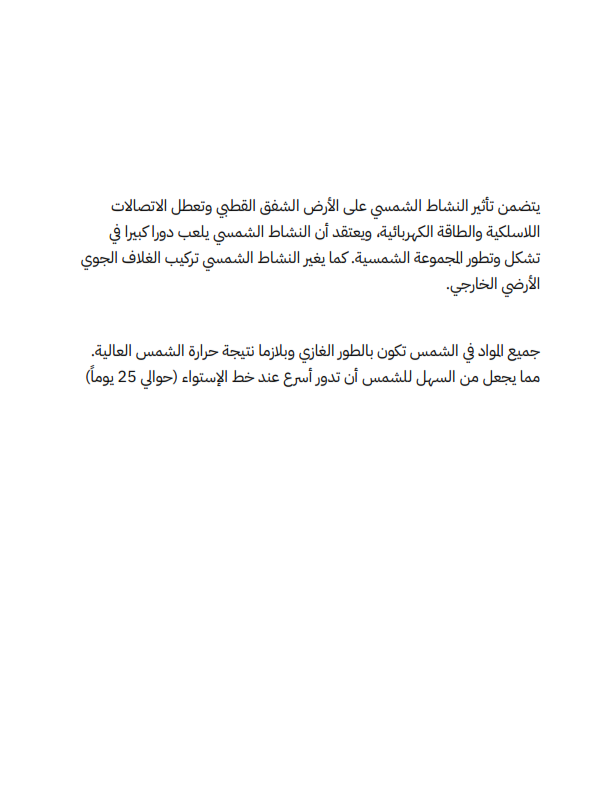 يتضمن تأثير النشاط الشمسي على الأرض الشفق القطبي وتعطل الاتصالات
اللاسلكية والطاقة الكهربائية، ويعتقد أن النشاط الشمسي يلعب دورا كبيرا في
تشكل وتطور المجموعة الشمسية. كما يغير النشاط الشمسي تركيب الغلاف الجوي
الأرضي الخارجي.
جميع المواد في الشمس تكون بالطور الغازي وبلازما نتيجة حرارة الشمس العالية.
مما يجعل من السهل للشمس أن تدور أسرع عند خط الإستواء (حوالي 25 يوماً)